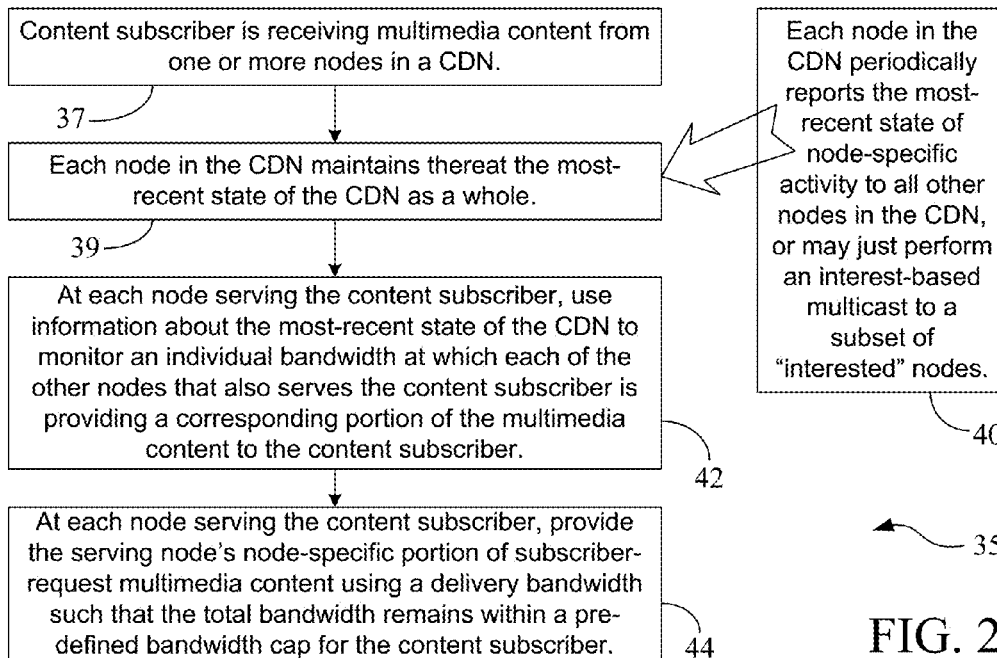 Content subscriber is receiving multimedia content from
one or more nodes in a CDN.
37
Each node in the CDN maintains thereat the most-
recent state of the CDN as a whole.
39
Each node in the
CDN periodically
reports the most-
recent state of
node-specific
activity to all other
nodes in the CDN,
or may just perform
an interest-based
multicast to a
subset of
“interested” nodes.
40
At each node serving the content subscriber, use
information about the most-recent state of the CDN to
monitor an individual bandwidth at which each of the
other nodes that also serves the content subscriber is
providing a corresponding portion of the multimedia
content to the content subscriber.
42
At each node serving the content subscriber, provide
the serving node's node-specific portion of subscriber-
request multimedia content using a delivery bandwidth
such that the total bandwidth remains within a pre-
defined bandwidth cap for the content subscriber.
44
35
FIG. 2